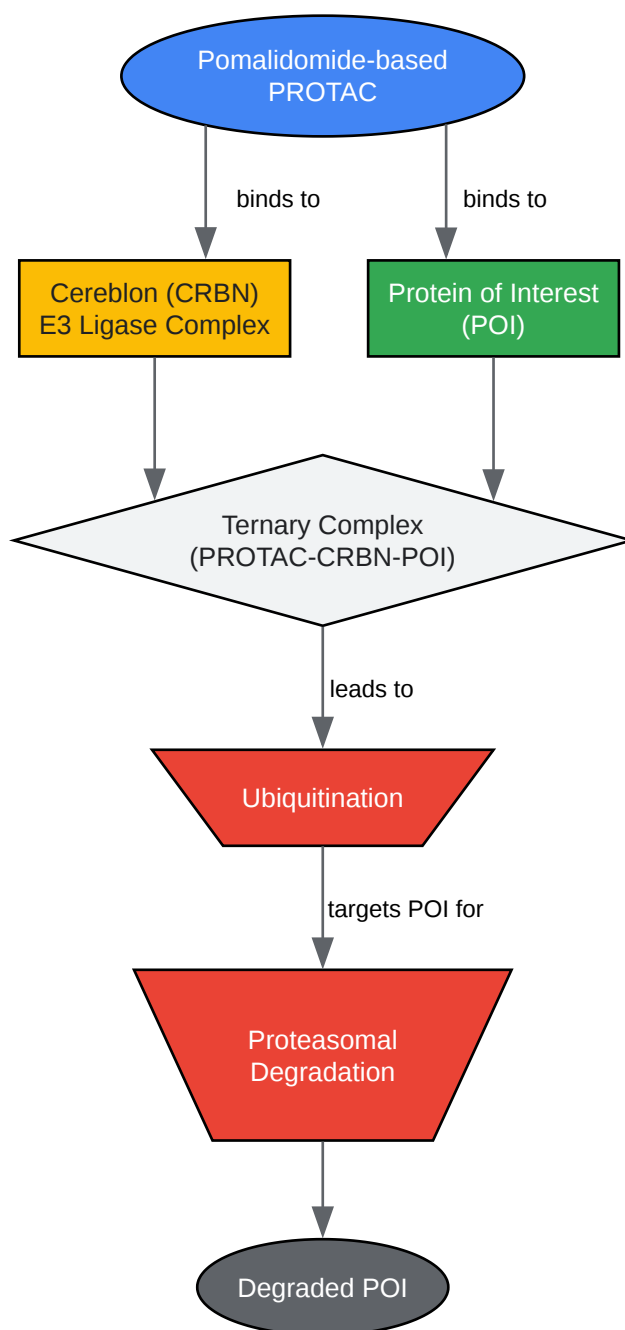 Pomalidomide-based
PROTAC
binds to
binds to
Cereblon (CRBN)
E3 Ligase Complex
Protein of Interest
(POI)
Ternary Complex
(PROTAC-CRBN-POI)
leads to
Ubiquitination
targets POI for
Proteasomal
Degradation
Degraded POI